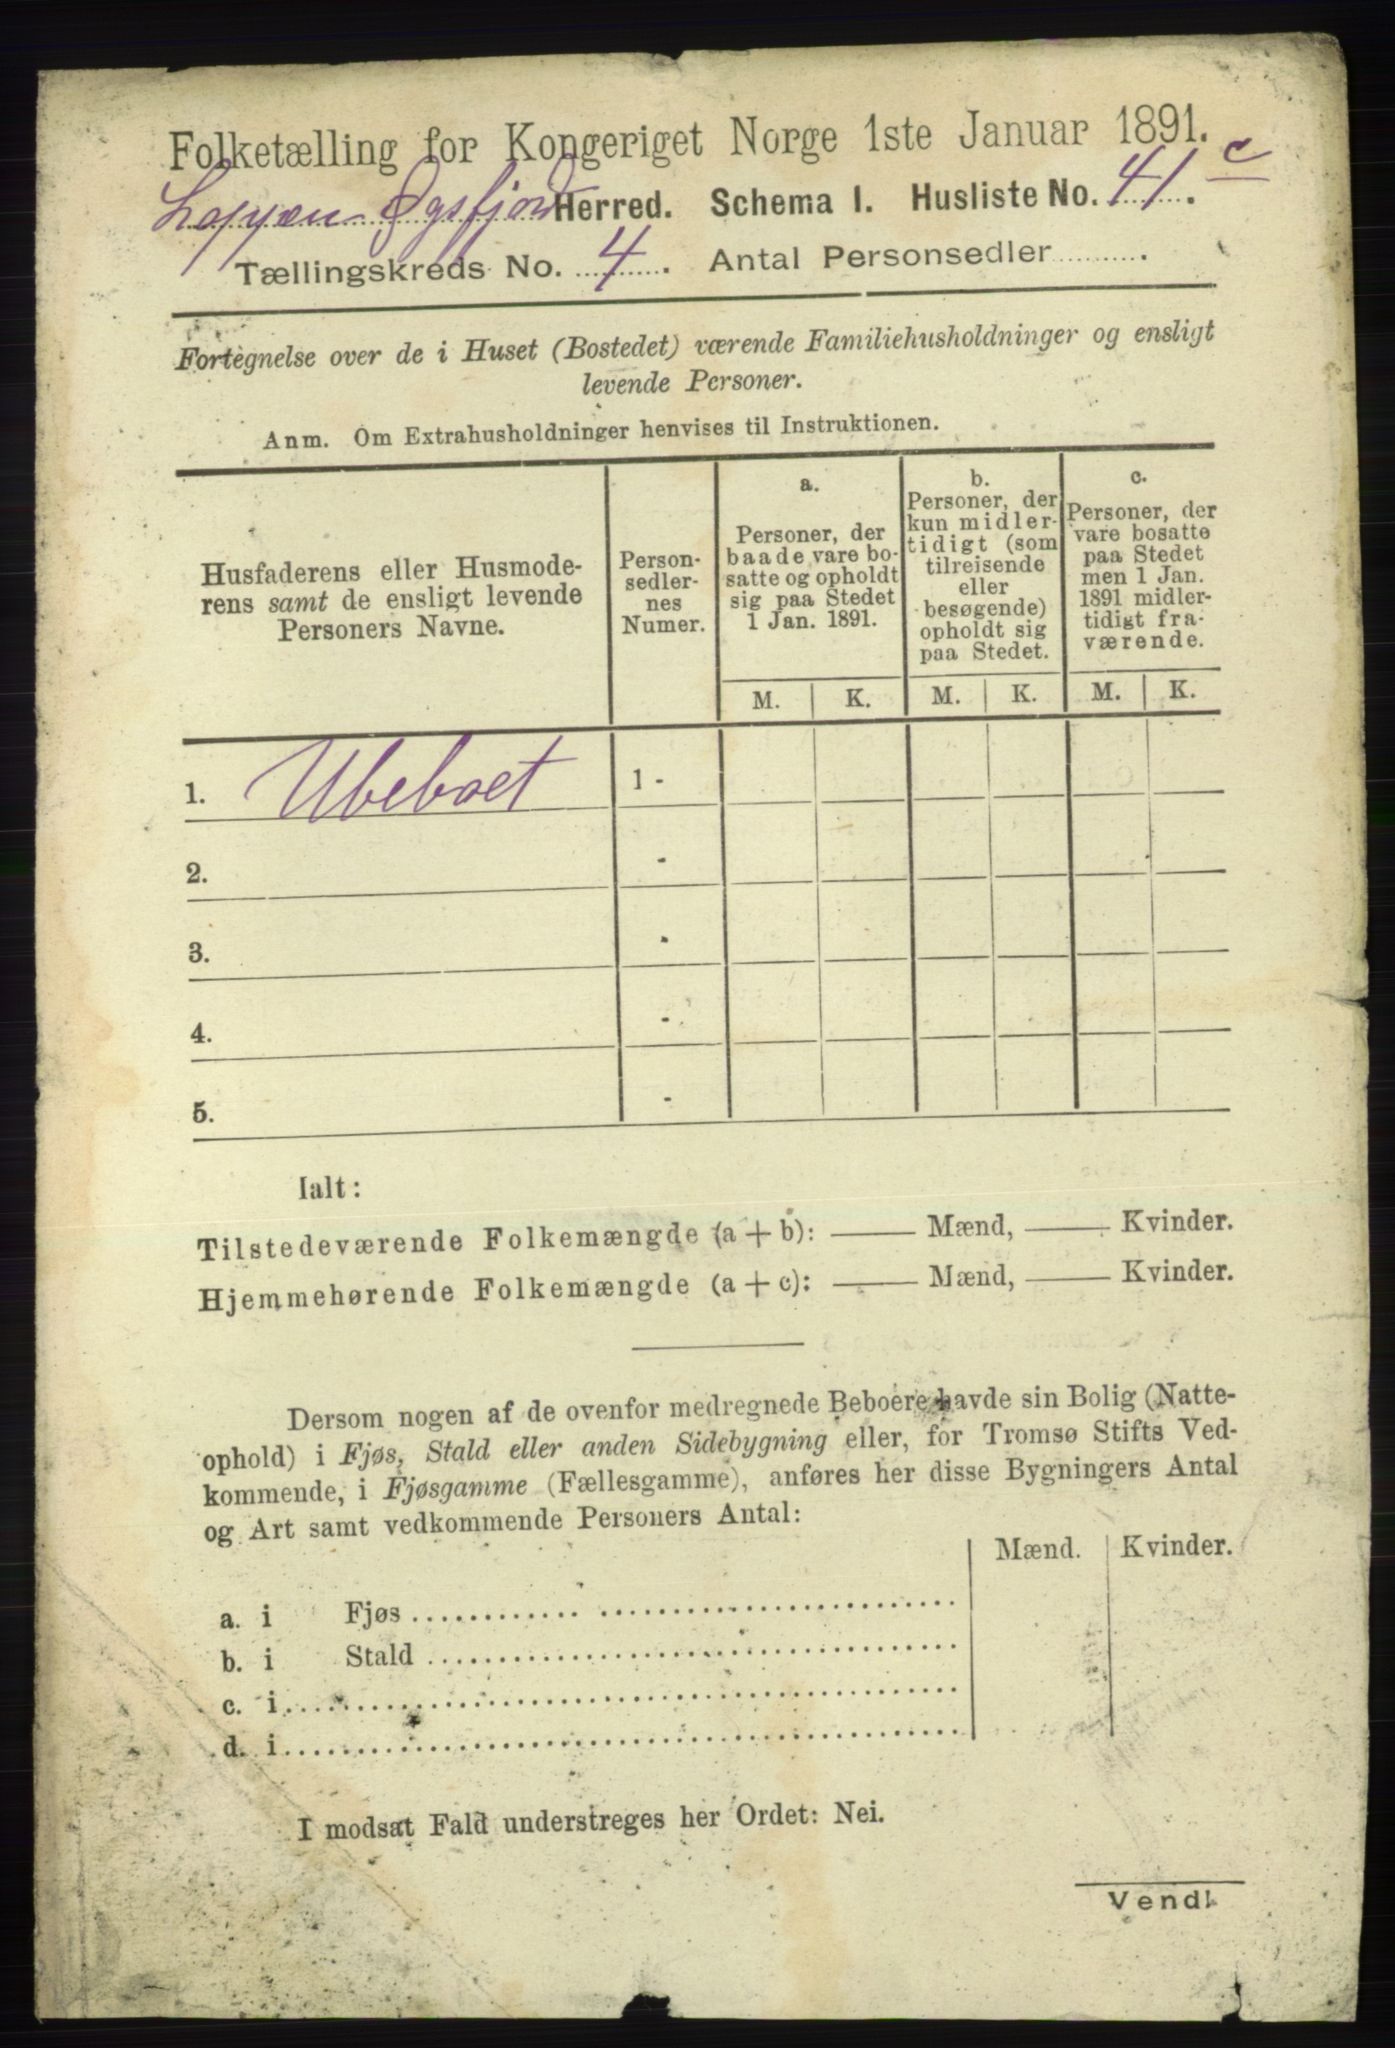 Folketælling for Kongeriget Norge 1ste Januar 1891.
Herred. Schema I. Husliste No. 41 c.
Tællingskreds No. 4. Antal Personsedler ........ .
Fortegnelse over de i Huset (Bostedet) værende Familiehusholdninger og ensligt
levende Personer.
Anm. Om Extrahusholdninger henvises til Instruktionen.
Husfaderens eller Husmode-
rens samt de ensligt levende
Personers Navne.
Person-
sedler-
nes
Numer.
a.
Personer, der
baade vare bo-
satte og opholdt
sig paa Stedet
1 Jan. 1891.
b.
Personer, der
kun midler-
tidigt (som
tilreisende
eller
besøgende)
opholdt sig
paa Stedet.
c.
Personer, der
vare bosatte
paa Stedet
men 1 Jan.
1891 midler-
tidigt fra-
værende.
M. K. M. K. M. K.
1. Ubeboet 1 -
2. -
3. -
4. -
5. -
Ialt:
Tilstedeværende Folkemængde (a + b): —— Mænd, —— Kvinder.
Hjemmehørende Folkemængde (a + c): —— Mænd, —— Kvinder.
Dersom nogen af de ovenfor medregnede Beboere havde sin Bolig (Natte-
ophold) i Fjøs, Stald eller anden Sidebygning eller, for Tromsø Stifts Ved-
kommende, i Fjøsgamme (Fællesgamme), anføres her disse Bygningers Antal
og Art samt vedkommende Personers Antal:
Mænd. Kvinder.
a. i Fjøs
b. i Stald
c. i
d. i
I modsat Fald understreges her Ordet: Nei.
Vend!